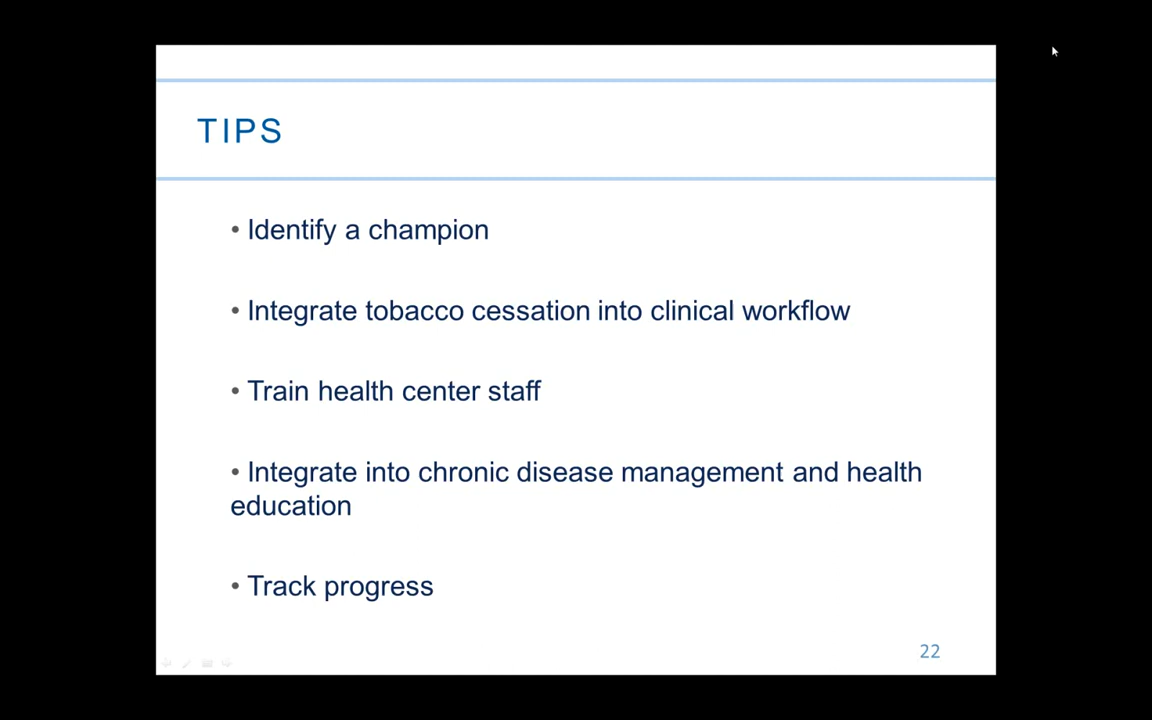 TIPS
• Identify a champion
• Integrate tobacco cessation into clinical workflow
• Train health center staff
• Integrate into chronic disease management and health
education
• Track progress
22